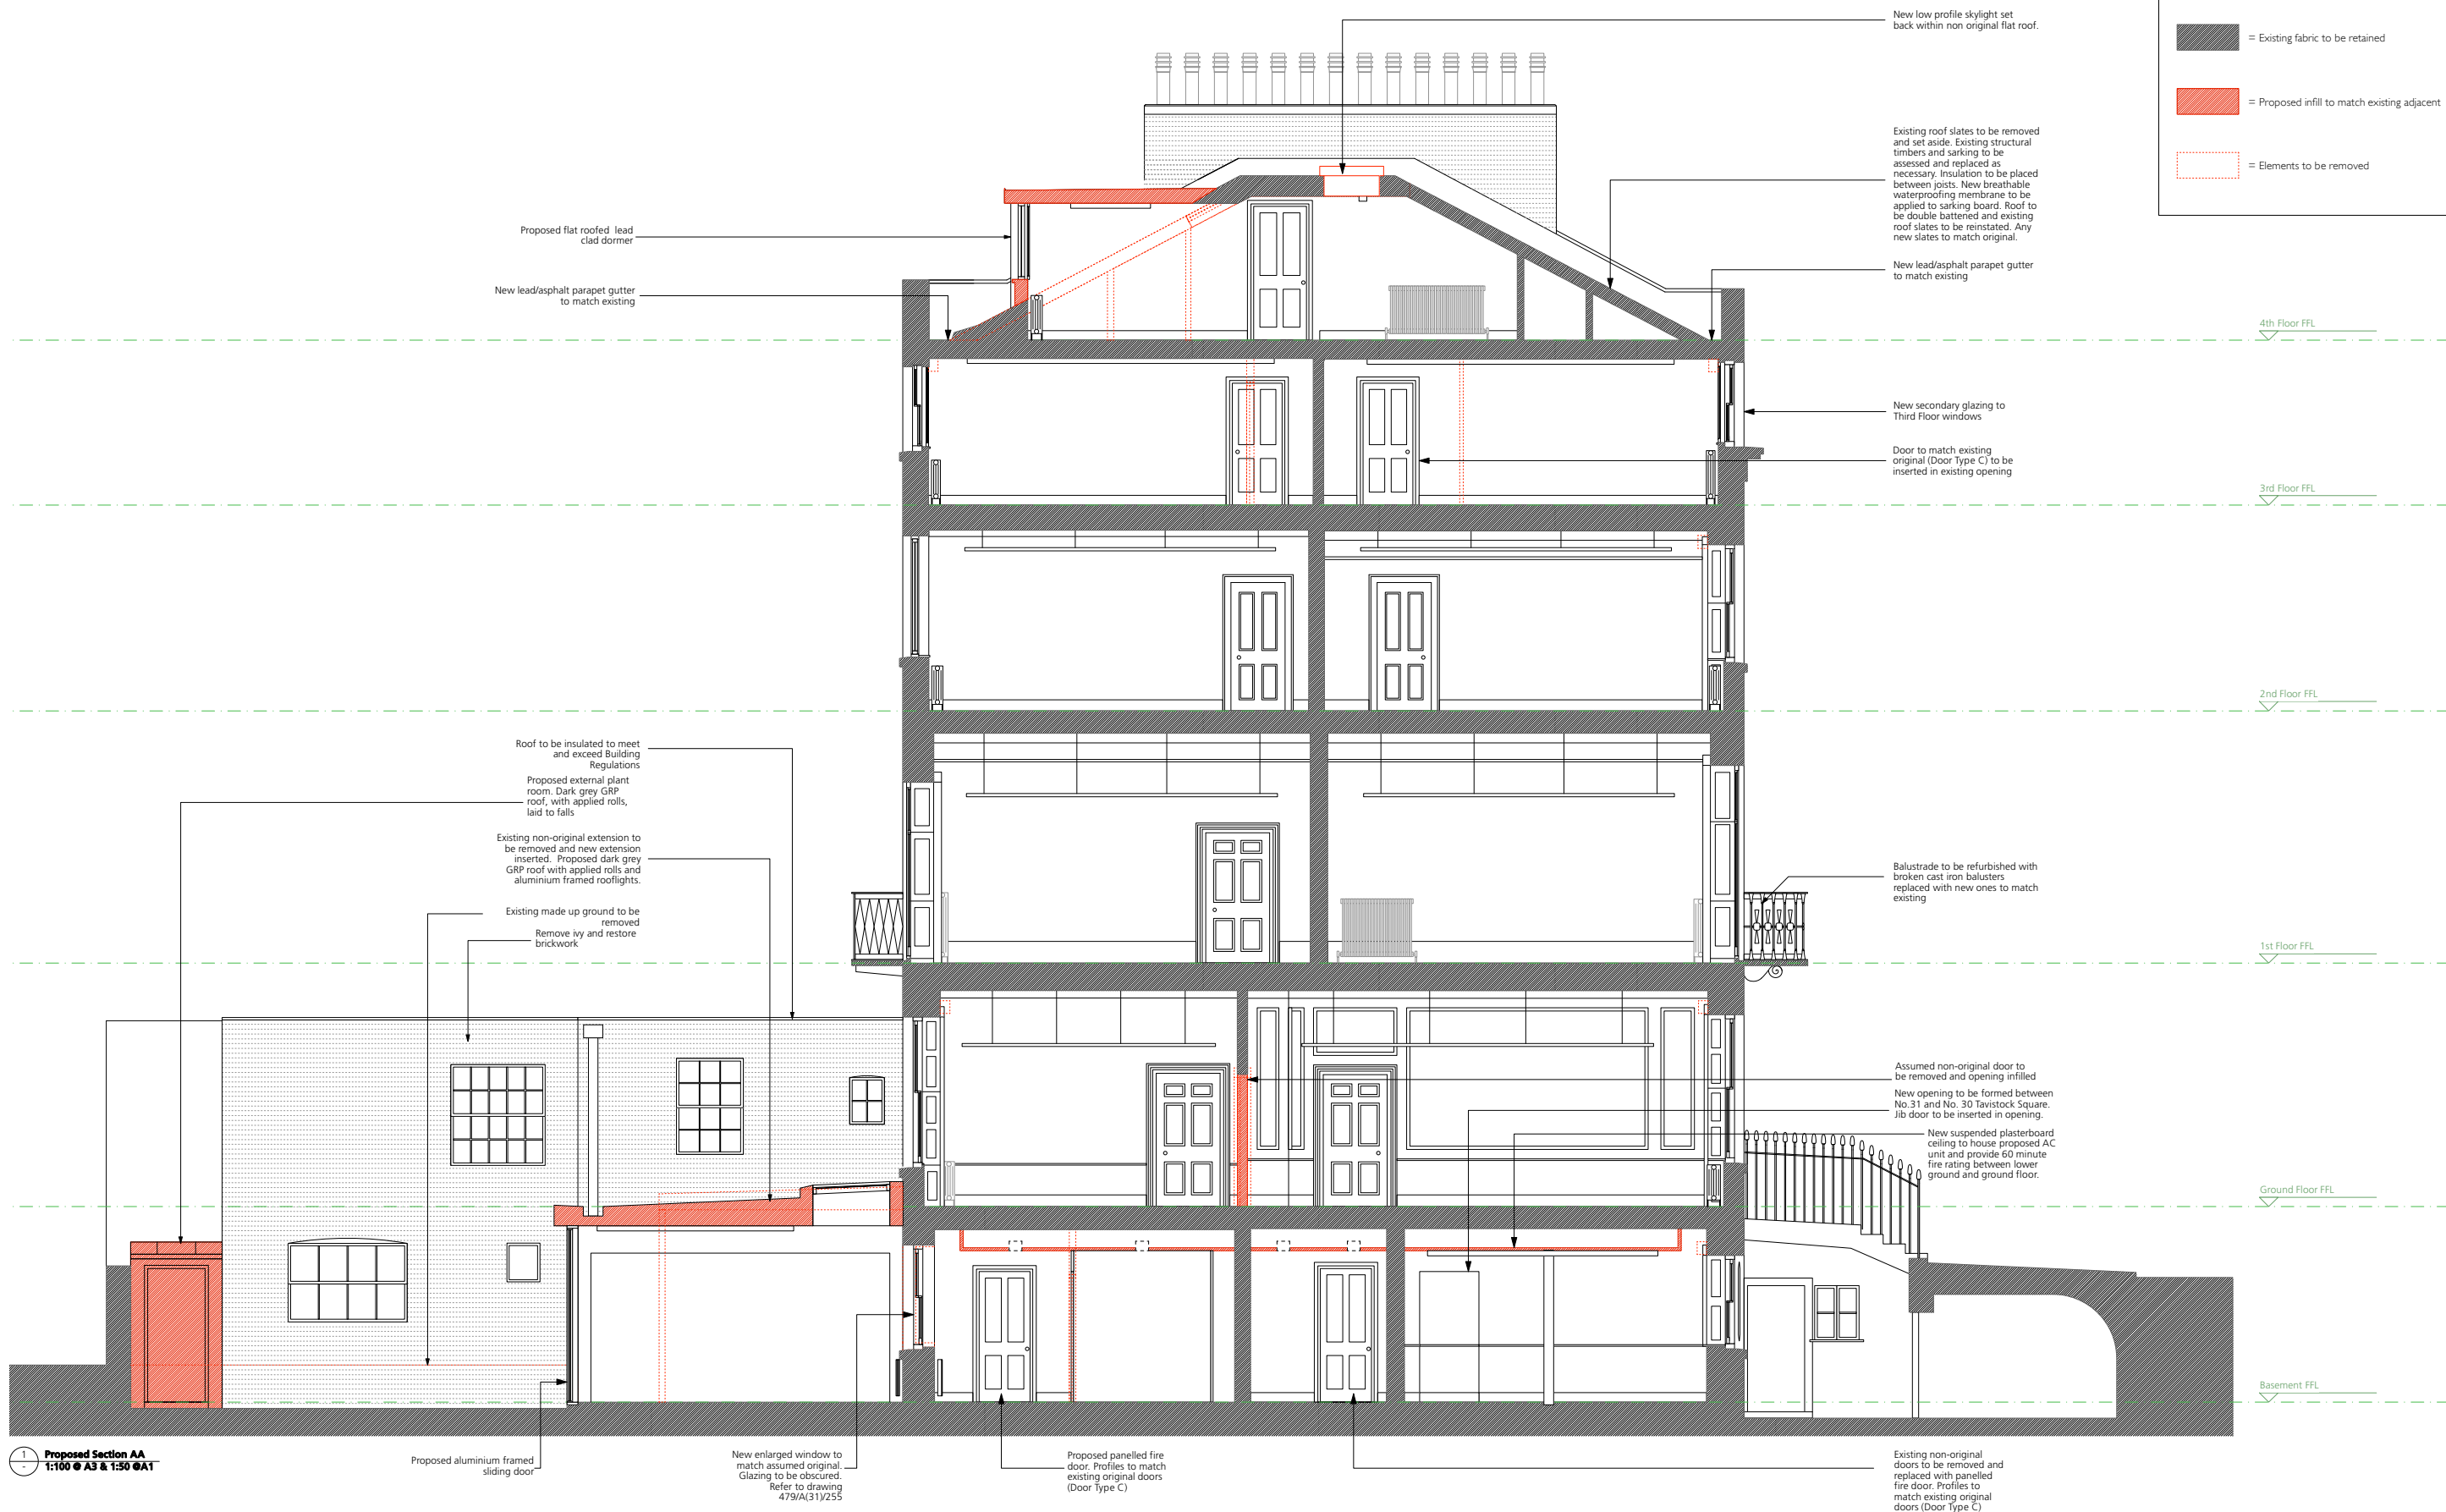 New low profile skylight set
back within non original flat roof.
= Existing fabric to be retained
= Proposed infill to match existing adjacent
= Elements to be removed
Existing roof slates to be removed
and set aside. Existing structural
timbers and sarking to be
assessed and replaced as
necessary. Insulation to be placed
between joists. New breathable
waterproofing membrane to be
applied to sarking board. Roof to
be double battened and existing
roof slates to be reinstated. Any
new slates to match original.
Proposed flat roofed lead
clad dormer
New lead/asphalt parapet gutter
to match existing
New lead/asphalt parapet gutter
to match existing
4th Floor FFL
New secondary glazing to
Third Floor windows
Door to match existing
original (Door Type C) to be
inserted in existing opening
3rd Floor FFL
2nd Floor FFL
Roof to be insulated to meet
and exceed Building
Regulations
Proposed external plant
room. Dark grey GRP
roof, with applied rolls,
laid to falls
Existing non-original extension to
be removed and new extension
inserted. Proposed dark grey
GRP roof with applied rolls and
aluminium framed rooflights.
Existing made up ground to be
removed
Remove ivy and restore
brickwork
Balustrade to be refurbished with
broken cast iron balusters
replaced with new ones to match
existing
1st Floor FFL
Assumed non-original door to
be removed and opening infilled
New opening to be formed between
No.31 and No. 30 Tavistock Square.
Jib door to be inserted in opening.
New suspended plasterboard
ceiling to house proposed AC
unit and provide 60 minute
fire rating between lower
ground and ground floor.
Ground Floor FFL
Basement FFL
1
-
Proposed Section AA
1:100 @ A3 & 1:50 @A1
Proposed aluminium framed
sliding door
New enlarged window to
match assumed original.
Glazing to be obscured.
Refer to drawing
479/A(31)/255
Proposed panelled fire
door. Profiles to match
existing original doors
(Door Type C)
Existing non-original
doors to be removed and
replaced with panelled
fire door. Profiles to
match existing original
doors (Door Type C)